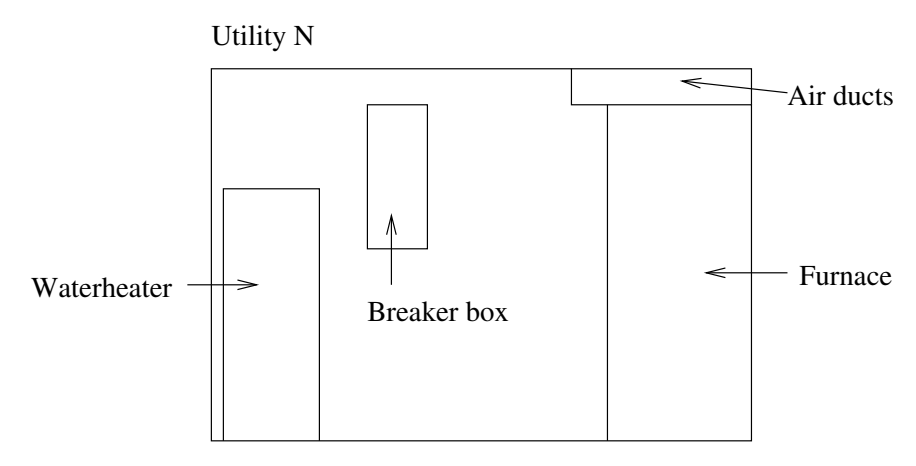 Utility N
Air ducts
Waterheater
Furnace
Breaker box